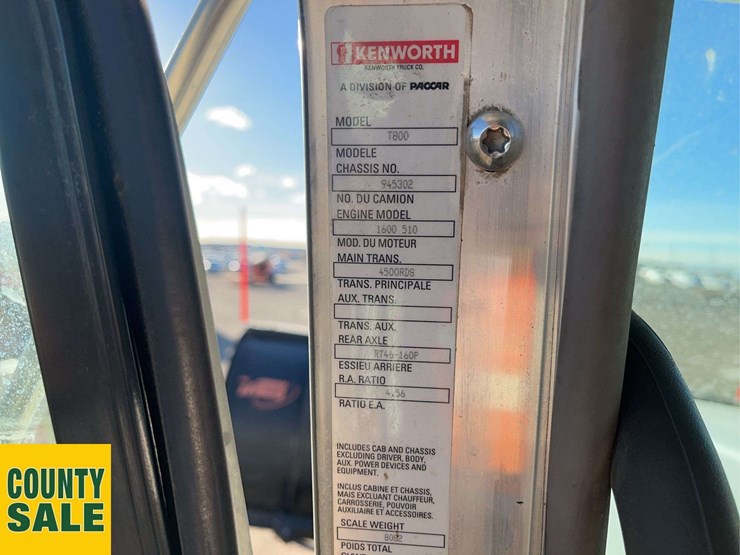 KENWORTH
KENWORTH TRUCK CO.
A DIVISION OF PACCAR
MODEL
T800
MODELE
CHASSIS NO.
945302
NO. DU CAMION
ENGINE MODEL
1600 510
MOD. DU MOTEUR
MAIN TRANS.
4500RDS
TRANS. PRINCIPALE
AUX. TRANS.
TRANS. AUX.
REAR AXLE
RT46-160P
ESSIEU ARRIERE
R.A. RATIO
4.56
RATIO E.A.
INCLUDES CAB AND CHASSIS
EXCLUDING DRIVER, BODY,
AUX. POWER DEVICES AND
EQUIPMENT.
INCLUS CABINE ET CHASSIS,
MAIS EXCLUANT CHAUFFEUR,
CARROSSERIE, POUVOIR
AUXILIAIRE ET ACCESSOIRES.
SCALE WEIGHT
8082
POIDS TOTAL
COUNTY
SALE